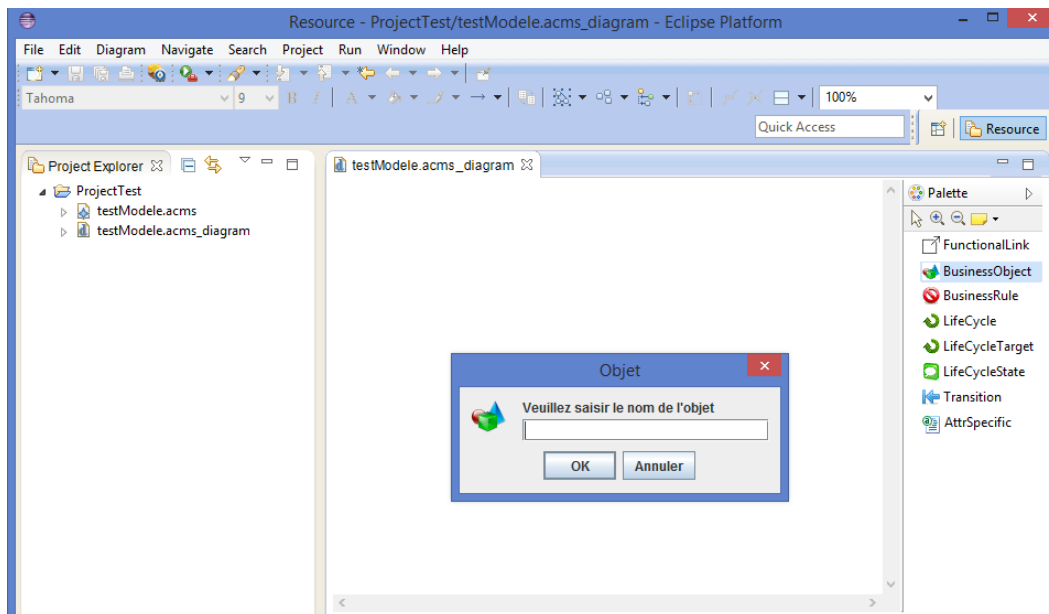 Resource - ProjectTest/testModele.acms_diagram - Eclipse Platform
File Edit Diagram Navigate Search Project Run Window Help
Tahoma 9 B I A 100%
Quick Access Resource
Project Explorer testModele.acms_diagram
ProjectTest
testModele.acms
testModele.acms_diagram
Palette
FunctionalLink
BusinessObject
BusinessRule
LifeCycle
LifeCycleTarget
LifeCycleState
Transition
AttrSpecific
Objet
Veuillez saisir le nom de l'objet
OK Annuler